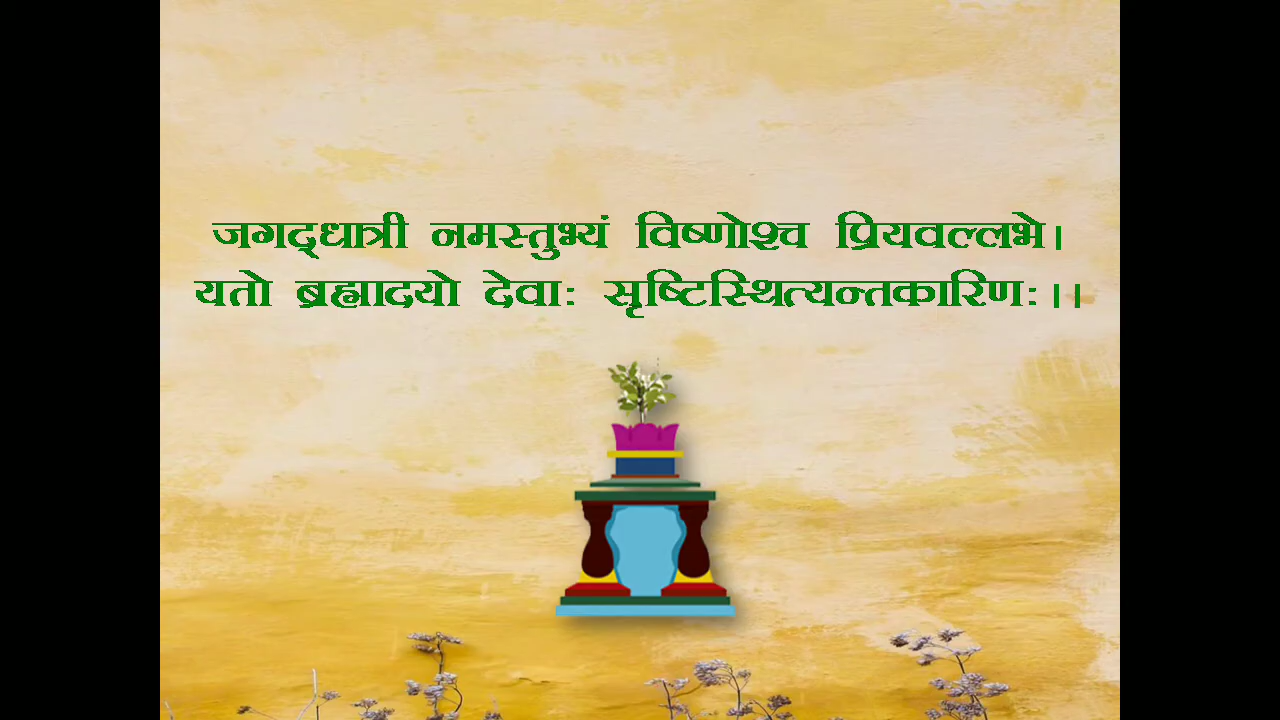 जगद्धात्री नमस्तुभ्यं विष्णोश्च प्रियवल्लभे।
यतो ब्रह्मादयो देवाः सृष्टिस्थित्यन्तकारिणः।।